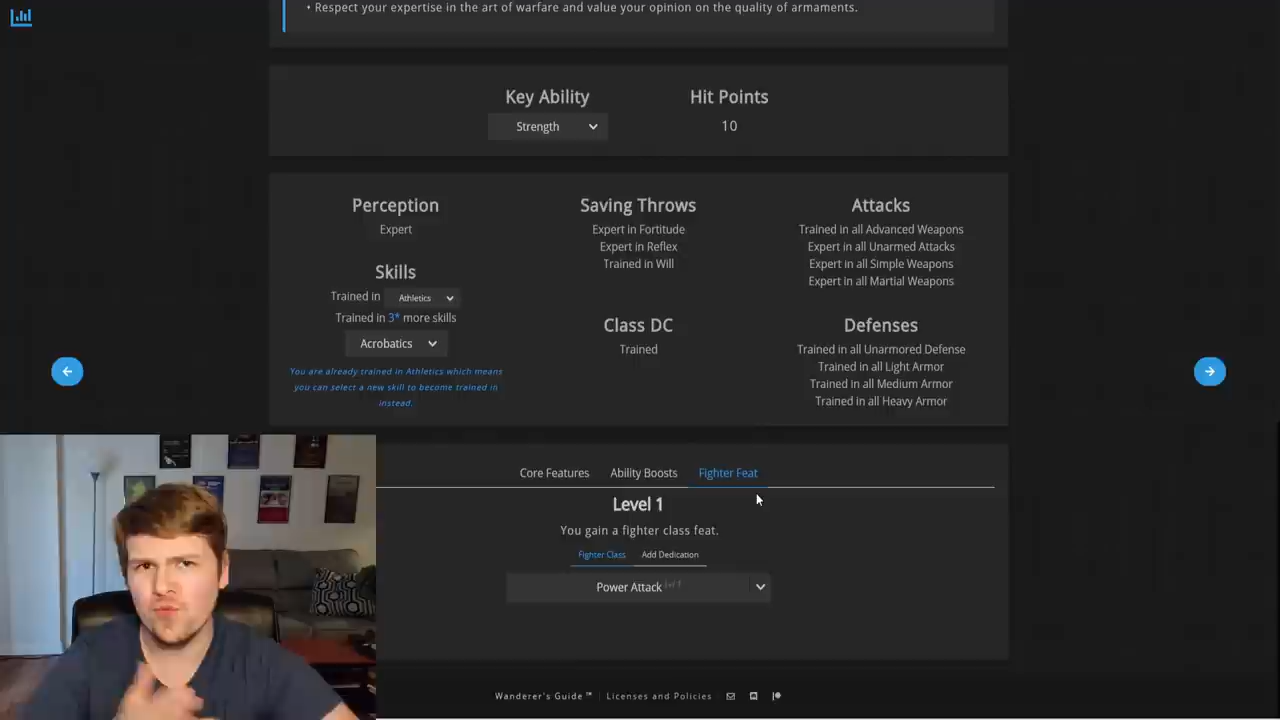 • Respect your expertise in the art of warfare and value your opinion on the quality of armaments.
Key Ability
Strength
Hit Points
10
Perception
Expert
Skills
Trained in Athletics
Trained in 3* more skills
Acrobatics
You are already trained in Athletics which means
you can select a new skill to become trained in
instead.
Saving Throws
Expert in Fortitude
Expert in Reflex
Trained in Will
Class DC
Trained
Attacks
Trained in all Advanced Weapons
Expert in all Unarmed Attacks
Expert in all Simple Weapons
Expert in all Martial Weapons
Defenses
Trained in all Unarmored Defense
Trained in all Light Armor
Trained in all Medium Armor
Trained in all Heavy Armor
Core Features Ability Boosts Fighter Feat
Level 1
You gain a fighter class feat.
Fighter Class Add Dedication
Power Attack Lvl 1
Wanderer's Guide ™ | Licenses and Policies